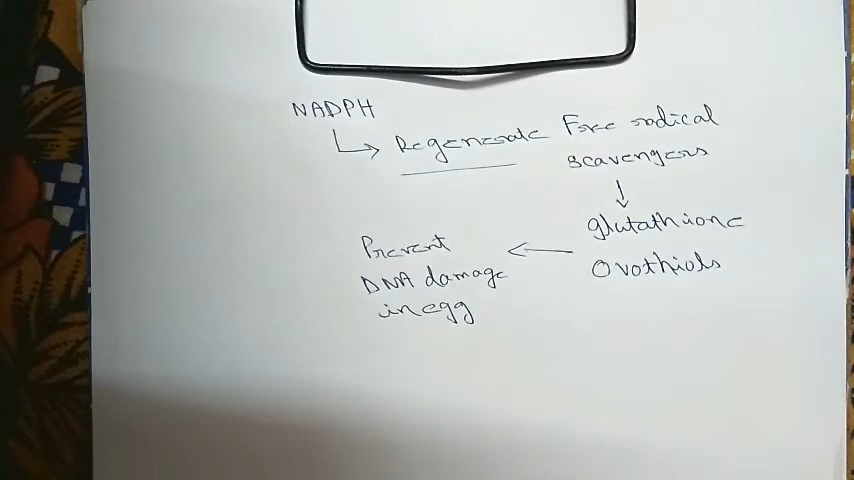 NADPH
↳ Regenerate Free radical
scavengers
↓
glutathione
Ovothiols
←
Prevent
DNA damage
in egg